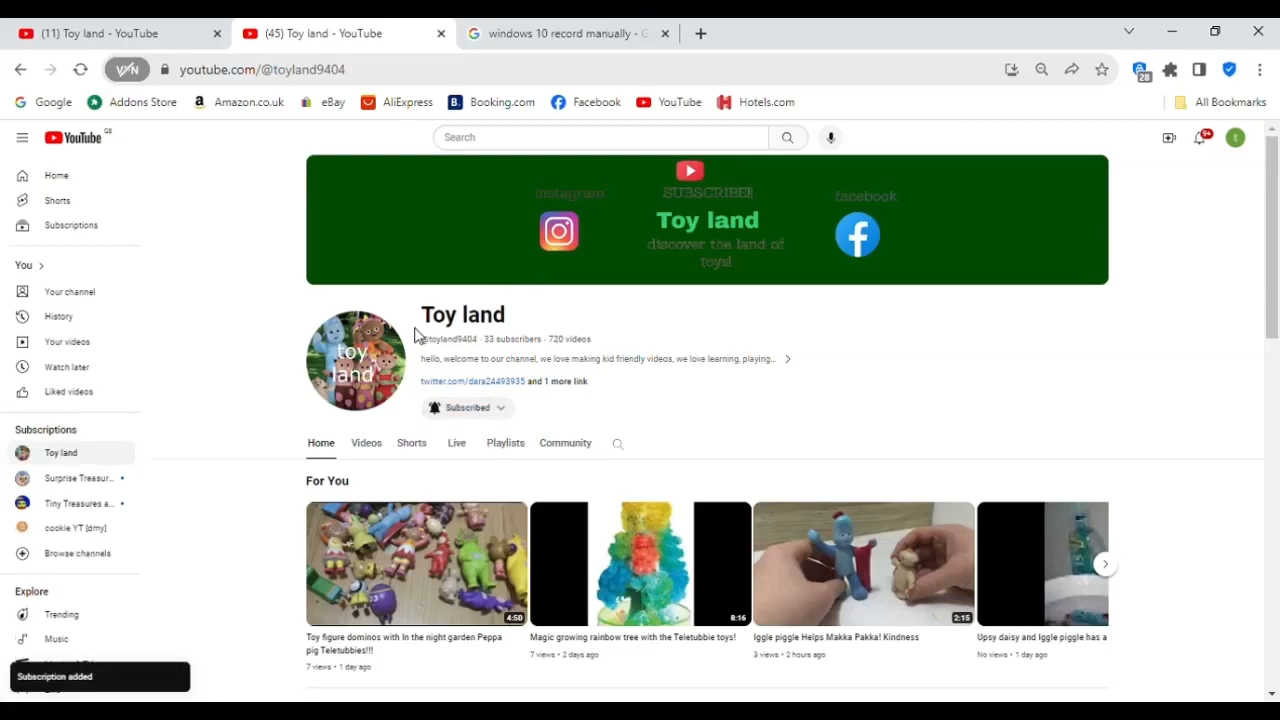 (11) Toy land - YouTube
(45) Toy land - YouTube
windows 10 record manually - G
VPN
youtube.com/@toyland9404
28
Google
Addons Store
Amazon.co.uk
eBay
AliExpress
Booking.com
Facebook
YouTube
Hotels.com
All Bookmarks
YouTube GB
Search
9+
t
Home
Shorts
Subscriptions
You
Your channel
History
Your videos
Watch later
Liked videos
Subscriptions
Toy land
Surprise Treasur...
Tiny Treasures a...
cookie YT [dmy]
Browse channels
Explore
Trending
Music
Subscription added
instagram
SUBSCRIBE!!
facebook
Toy land
discover the land of
toys!
toy
land
Toy land
@toyland9404 · 33 subscribers · 720 videos
hello, welcome to our channel, we love making kid friendly videos, we love learning, playing...
twitter.com/dara24493935 and 1 more link
Subscribed
Home
Videos
Shorts
Live
Playlists
Community
For You
4:50
8:16
2:15
Toy figure dominos with In the night garden Peppa
pig Teletubbies!!!
7 views · 1 day ago
Magic growing rainbow tree with the Teletubbie toys!
7 views · 2 days ago
Iggle piggle Helps Makka Pakka! Kindness
3 views · 2 hours ago
Upsy daisy and Iggle piggle has a
No views · 1 day ago